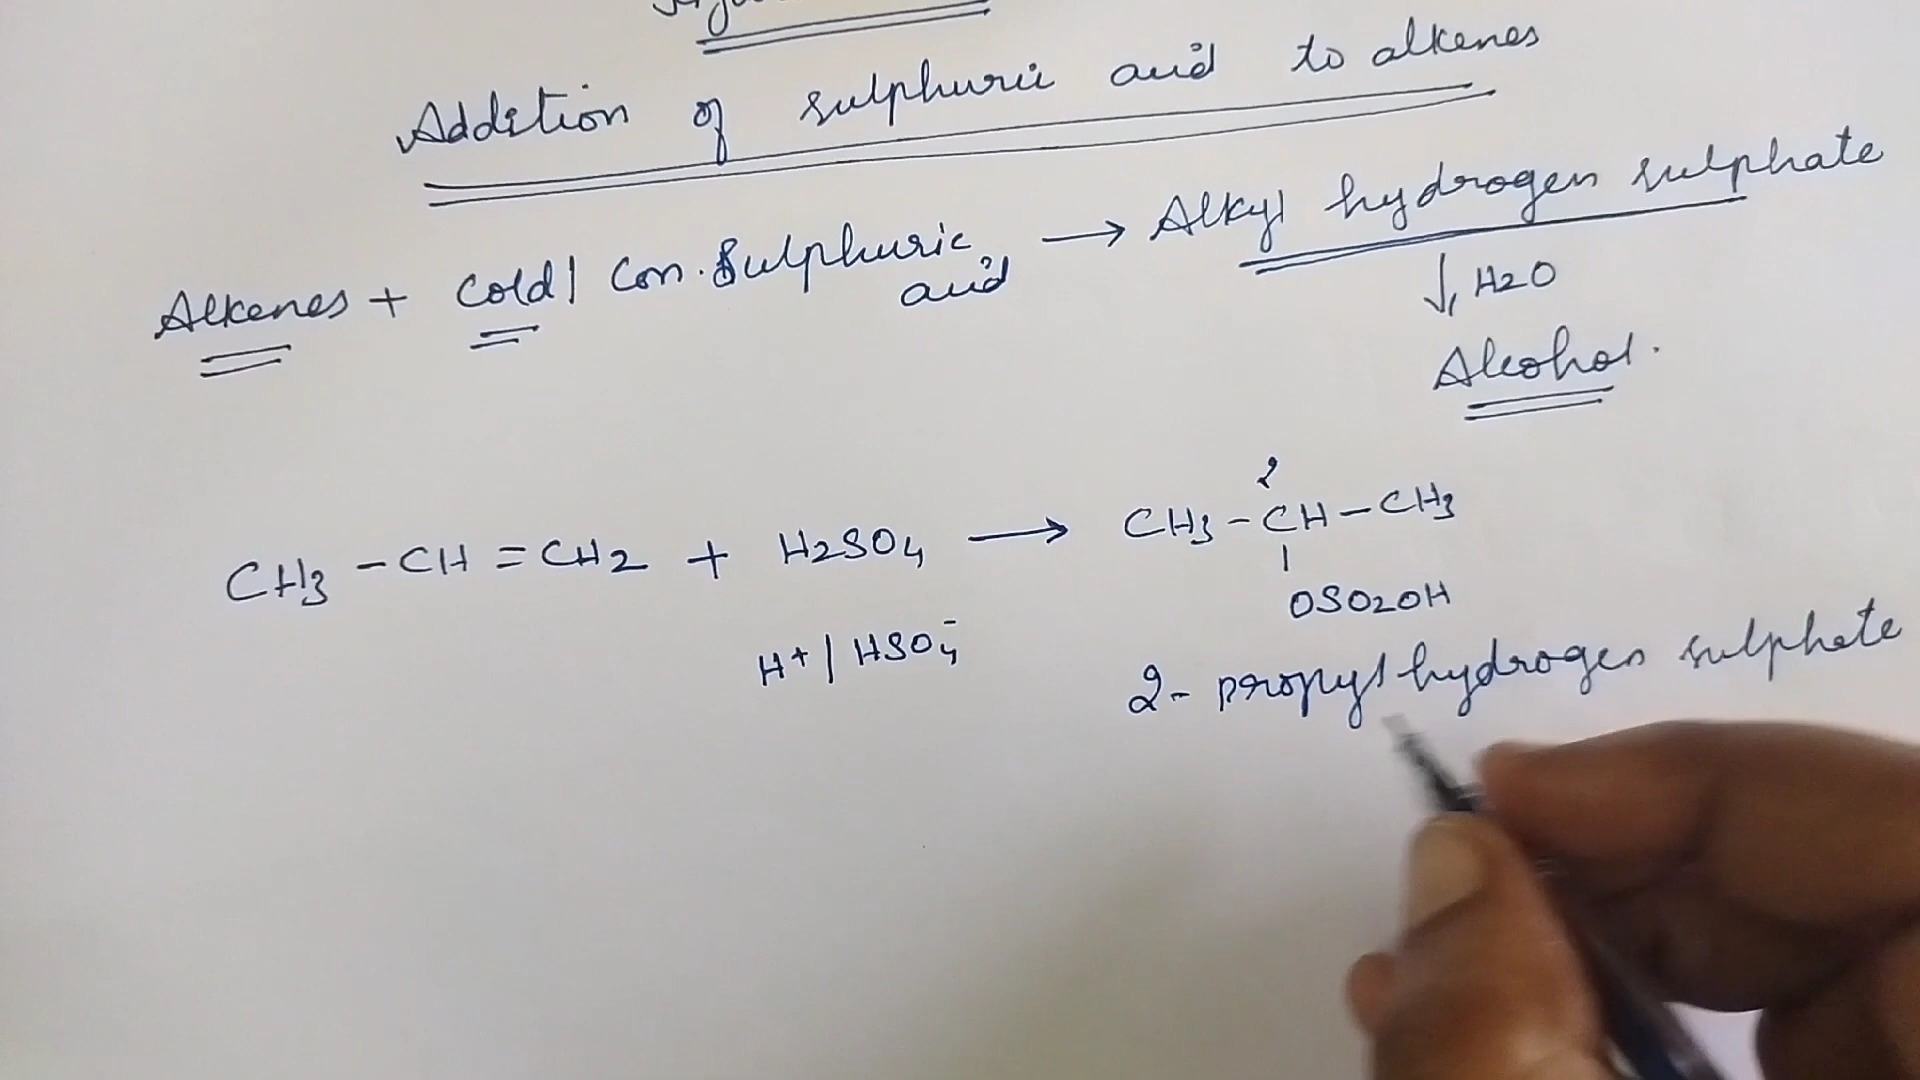 Addition of sulphuric acid to alkenes
Alkenes + cold | Con. Sulphuric acid → Alkyl hydrogen sulphate
↓ H2O
Alcohol.
2
CH3 - CH = CH2 + H2SO4 → CH3 - CH - CH3
|
OSO2OH
H+ | HSO4-
2- propyl hydrogen sulphate